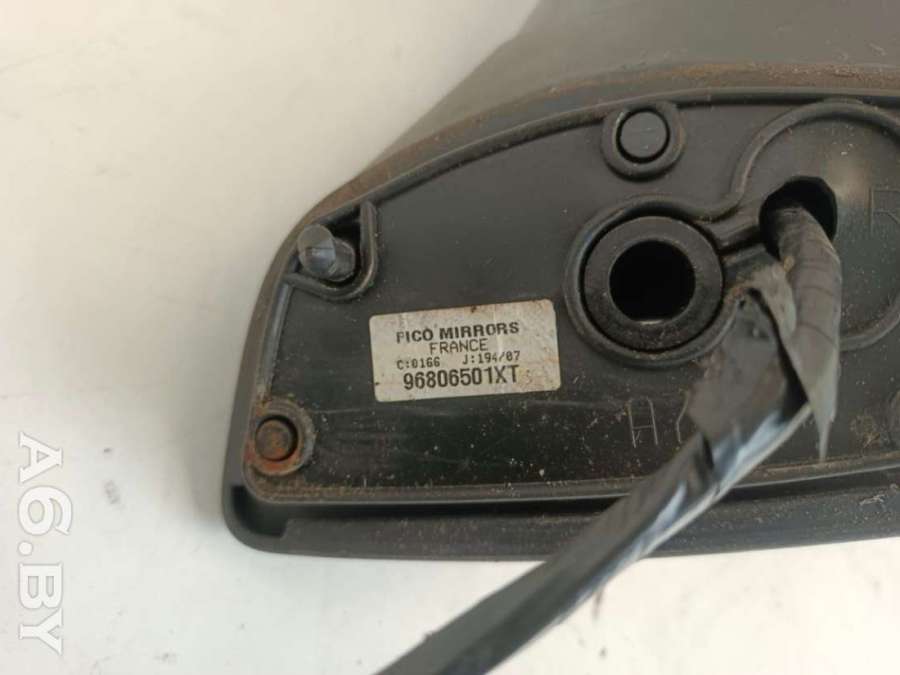 FICO MIRRORS
FRANCE
C:0166 J:194/07
96806501XT
A6.BY